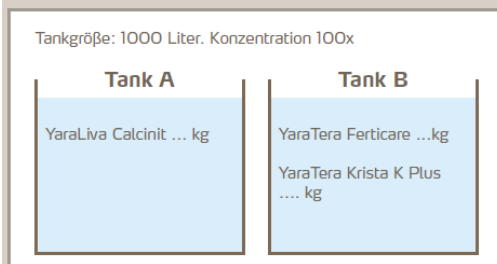 Tankgröße: 1000 Liter. Konzentration 100x
Tank A
YaraLiva Calcinit ... kg
Tank B
YaraTera Ferticare ...kg
YaraTera Krista K Plus
.... kg